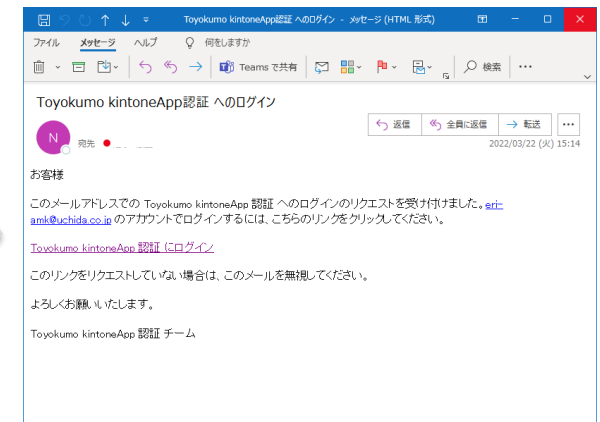 Toyokumo kintoneApp認証 へのログイン - メッセージ (HTML 形式)
ファイル メッセージ ヘルプ 何をしますか
Teams で共有 検索
Toyokumo kintoneApp認証 へのログイン
返信 全員に返信 転送
N 宛先
2022/03/22 (火) 15:14
お客様
このメールアドレスでの Toyokumo kintoneApp 認証 へのログインのリクエストを受け付けました。eri-
amk@uchida.co.jp のアカウントでログインするには、こちらのリンクをクリックしてください。
Toyokumo kintoneApp 認証 にログイン
このリンクをリクエストしていない場合は、このメールを無視してください。
よろしくお願いいたします。
Toyokumo kintoneApp 認証 チーム